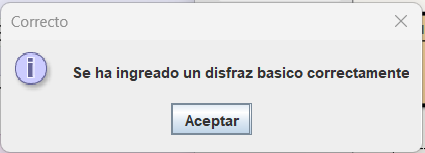 Correcto
Se ha ingreado un disfraz basico correctamente
Aceptar